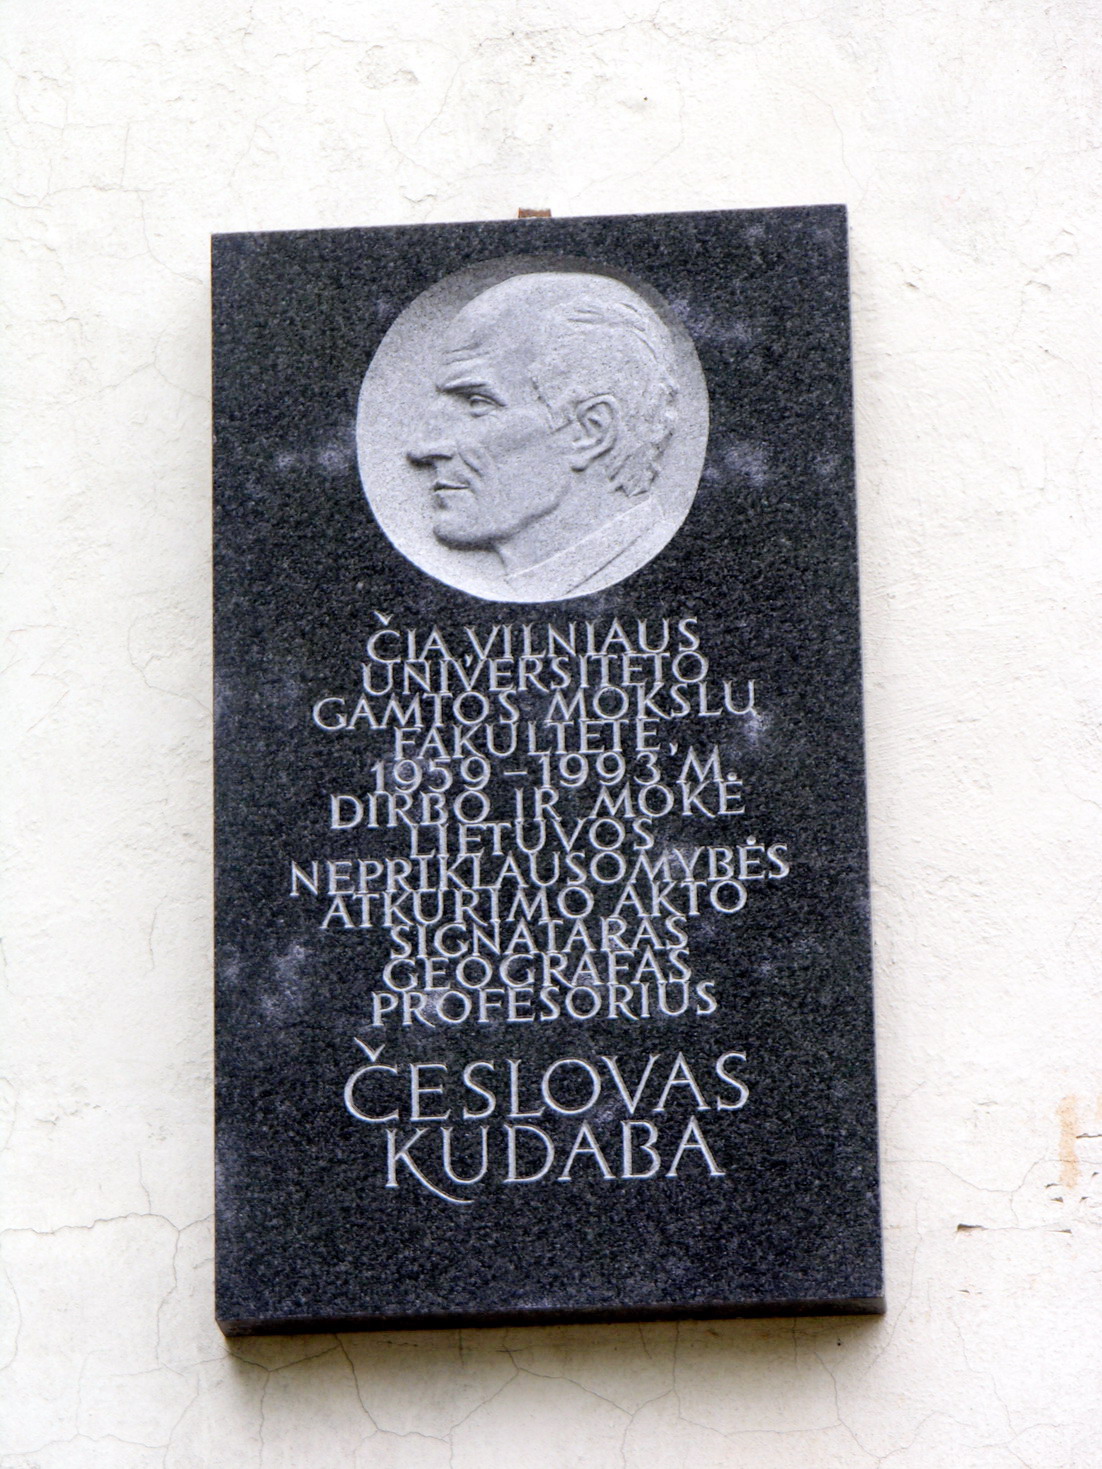 ČIA, VILNIAUS
UNIVERSITETO
GAMTOS MOKSLŲ
FAKULTETE,
1959-1993 M.
DIRBO IR MOKĖ
LIETUVOS
NEPRIKLAUSOMYBĖS
ATKŪRIMO AKTO
SIGNATARAS
GEOGRAFAS
PROFESORIUS
ČESLOVAS
KUDABA